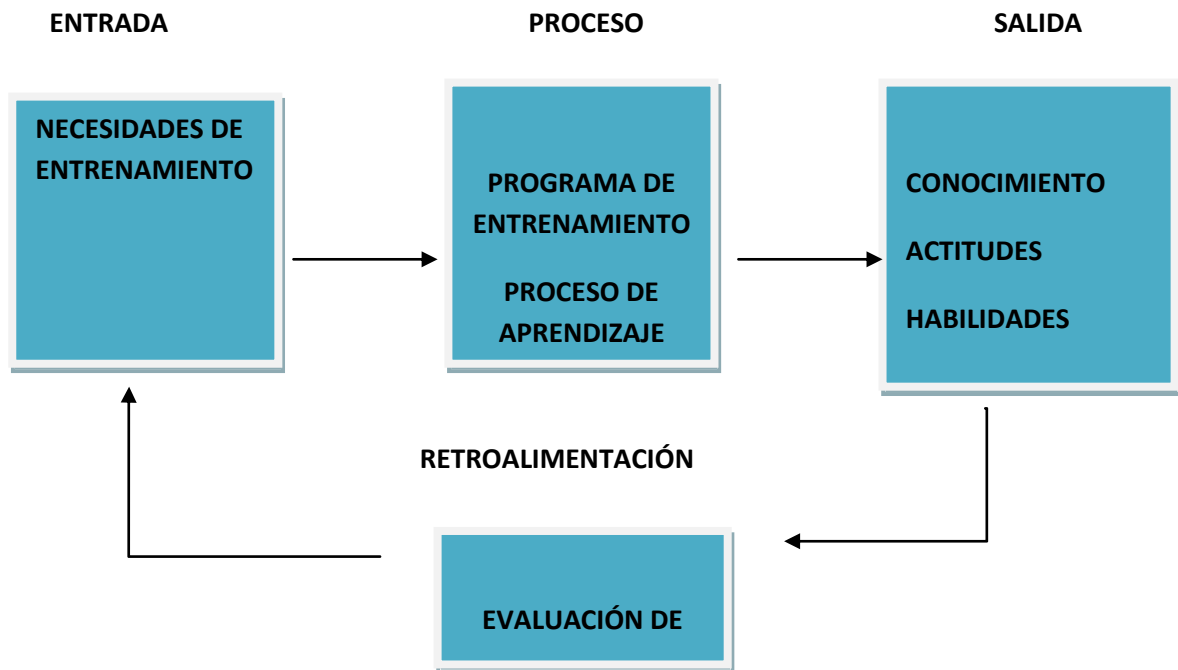 ENTRADA
PROCESO
SALIDA
NECESIDADES DE
ENTRENAMIENTO
PROGRAMA DE
ENTRENAMIENTO
PROCESO DE
APRENDIZAJE
CONOCIMIENTO
ACTITUDES
HABILIDADES
RETROALIMENTACIÓN
EVALUACIÓN DE